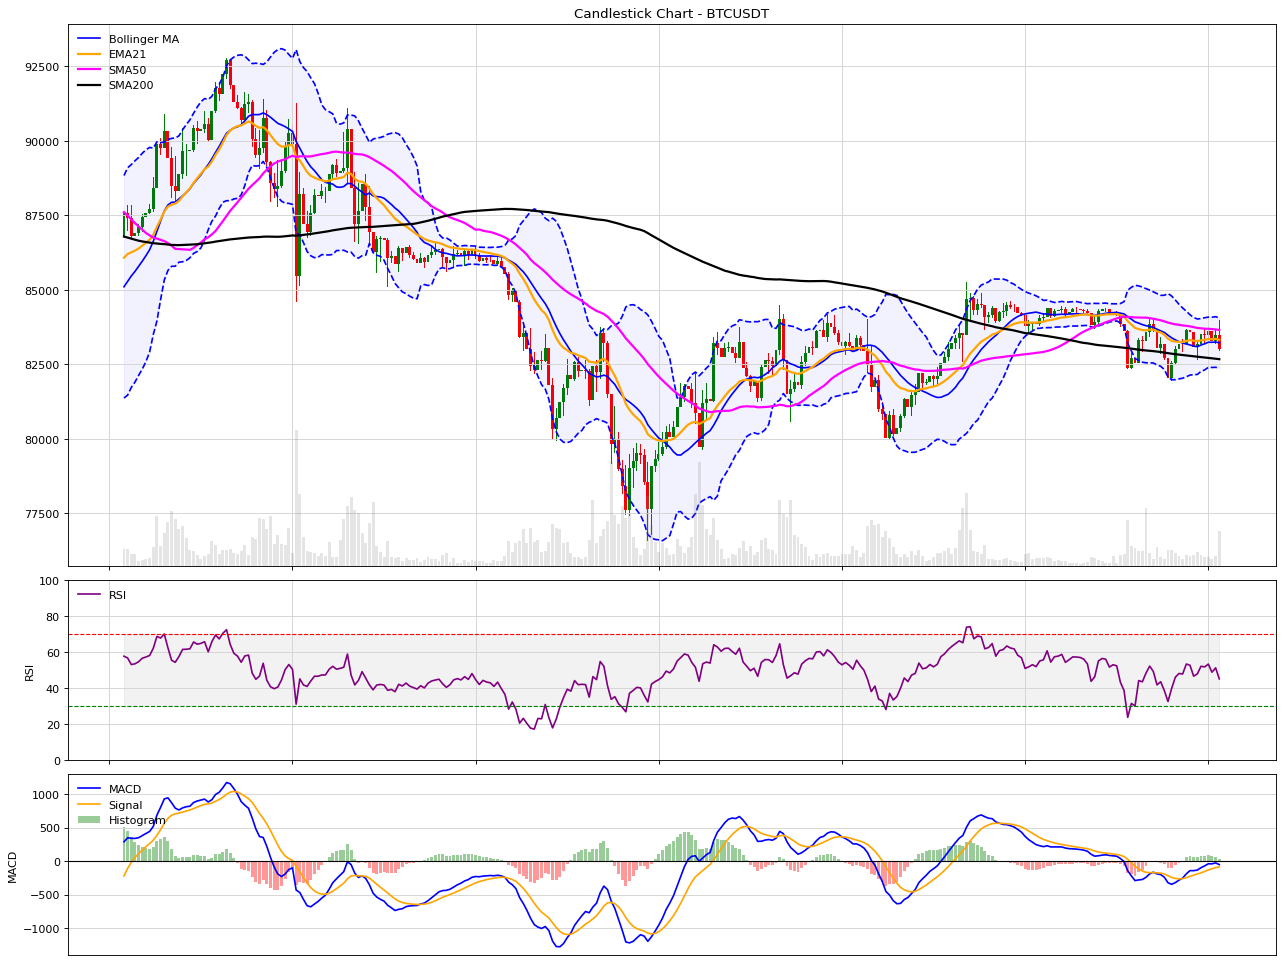 Candlestick Chart - BTCUSDT
Bollinger MA
EMA21
SMA50
SMA200
92500
90000
87500
85000
82500
80000
77500
RSI
100
80
60
40
20
0
RSI
MACD
Signal
Histogram
1000
500
0
−500
−1000
MACD